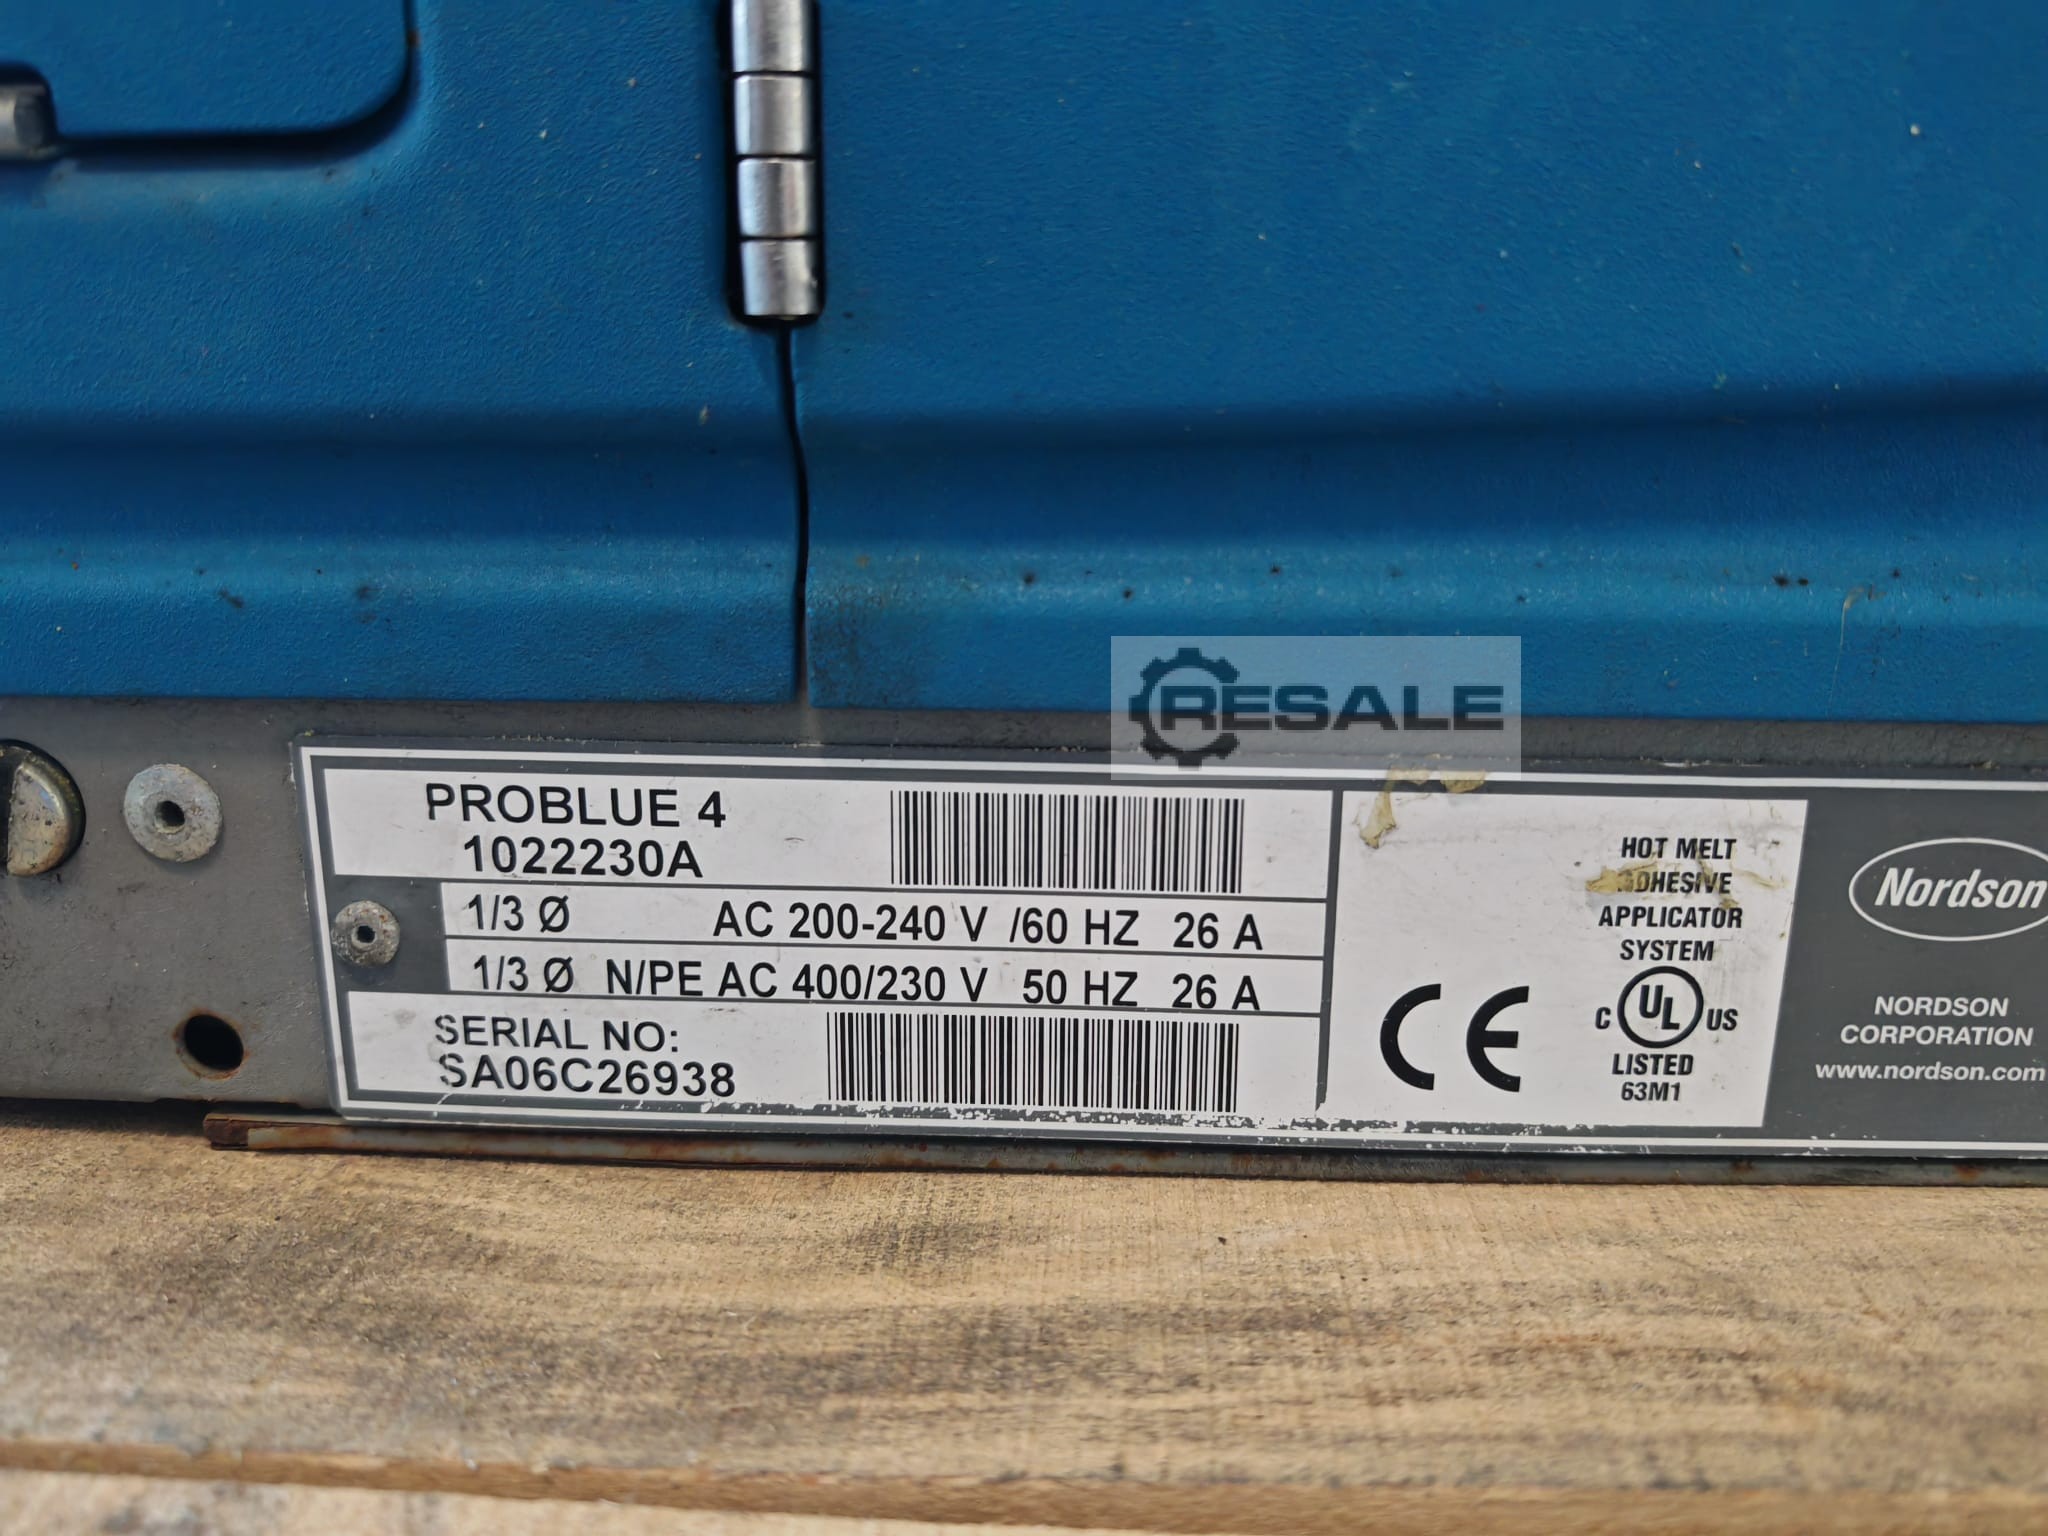 RESALE
PROBLUE 4
1022230A
1/3 Ø AC 200-240 V /60 HZ 26 A
1/3 Ø N/PE AC 400/230 V 50 HZ 26 A
SERIAL NO:
SA06C26938
CE
HOT MELT
ADHESIVE
APPLICATOR
SYSTEM
C UL US
LISTED
63M1
Nordson
NORDSON
CORPORATION
www.nordson.com